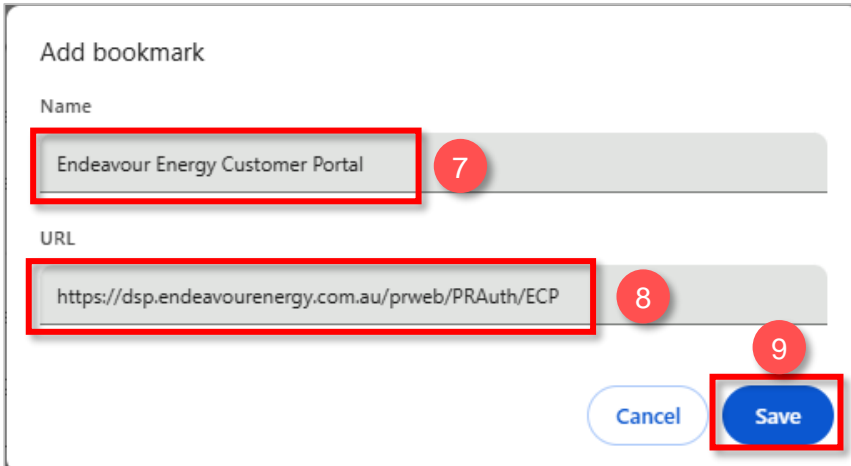 Add bookmark
Name
Endeavour Energy Customer Portal
7
URL
https://dsp.endeavourenergy.com.au/prweb/PRAuth/ECP
8
9
Cancel
Save